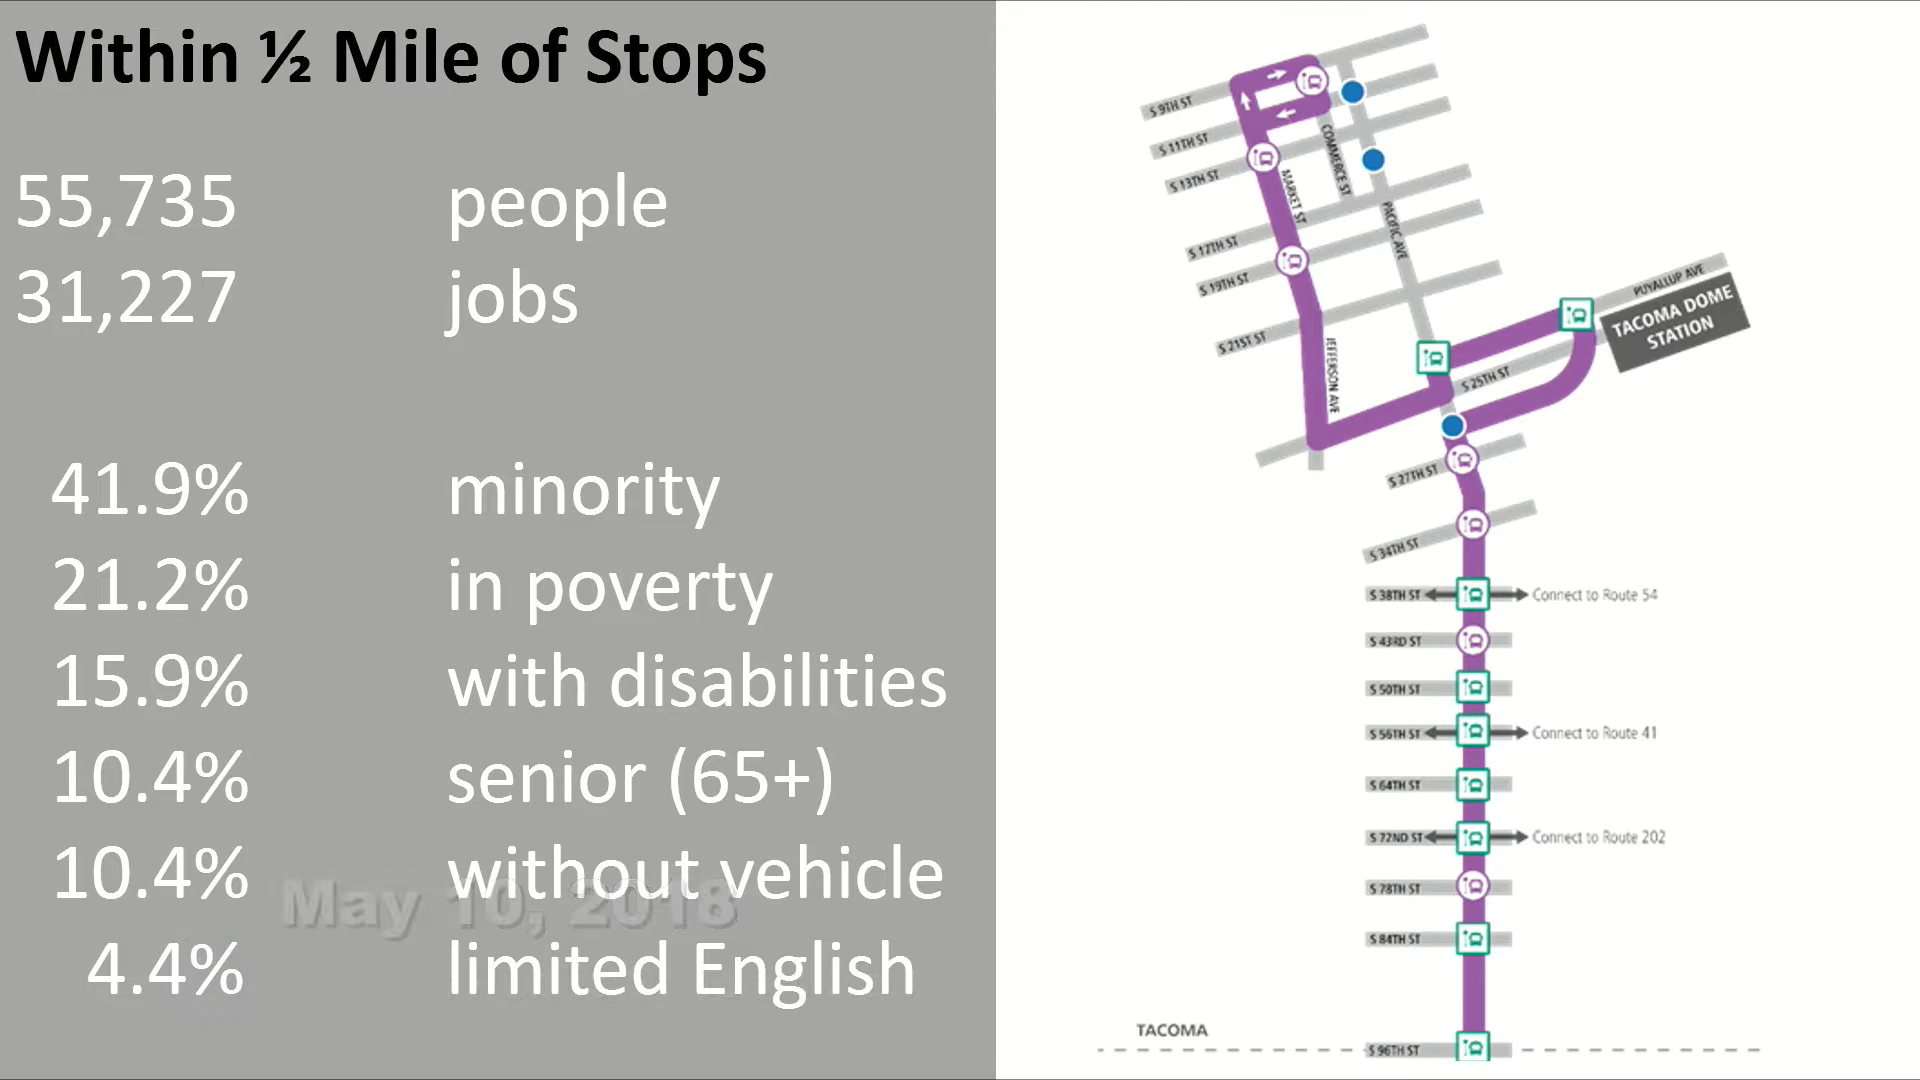 Within ½ Mile of Stops
55,735 people
31,227 jobs
41.9% minority
21.2% in poverty
15.9% with disabilities
10.4% senior (65+)
10.4% without vehicle
May 10, 2018
4.4% limited English
S 9TH ST
S 11TH ST
S 13TH ST
COMMERCE ST
MARKET ST
S 17TH ST
PACIFIC AVE
S 19TH ST
PUYALLUP AVE
TACOMA DOME
STATION
S 21ST ST
JEFFERSON AVE
S 25TH ST
S 27TH ST
S 34TH ST
S 38TH ST Connect to Route 54
S 43RD ST
S 50TH ST
S 56TH ST Connect to Route 41
S 64TH ST
S 72ND ST Connect to Route 202
S 78TH ST
S 84TH ST
TACOMA
S 96TH ST